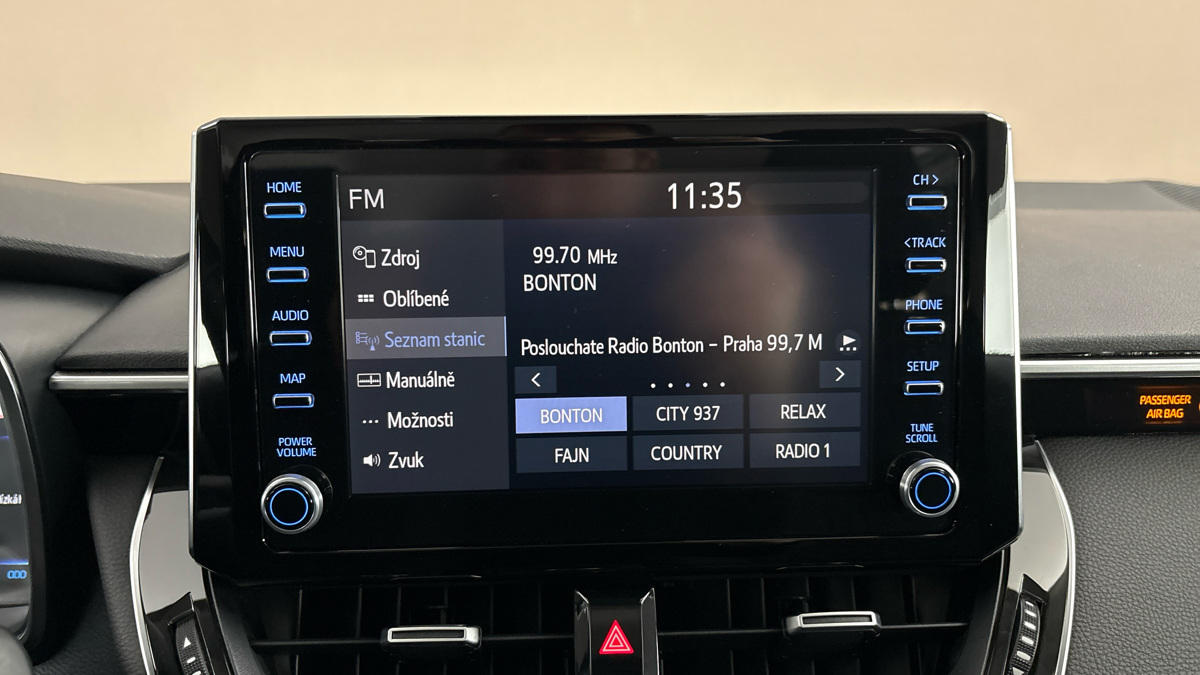 HOME
MENU
AUDIO
MAP
POWER
VOLUME
FM
11:35
Zdroj
Oblíbené
Seznam stanic
Manuálně
Možnosti
Zvuk
99.70 MHz
BONTON
Poslouchate Radio Bonton – Praha 99,7 M
BONTON
CITY 937
RELAX
FAJN
COUNTRY
RADIO 1
CH >
<TRACK
PHONE
SETUP
TUNE
SCROLL
PASSENGER
AIR BAG
000